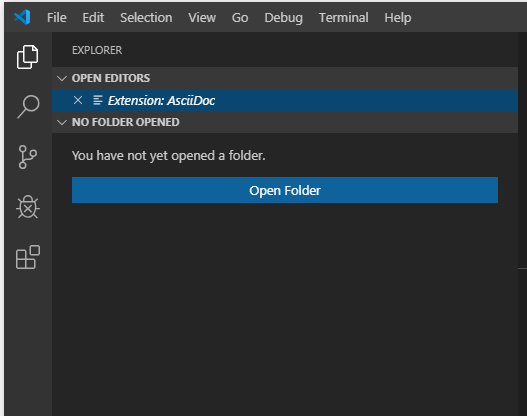 File Edit Selection View Go Debug Terminal Help
EXPLORER
OPEN EDITORS
Extension: AsciiDoc
NO FOLDER OPENED
You have not yet opened a folder.
Open Folder